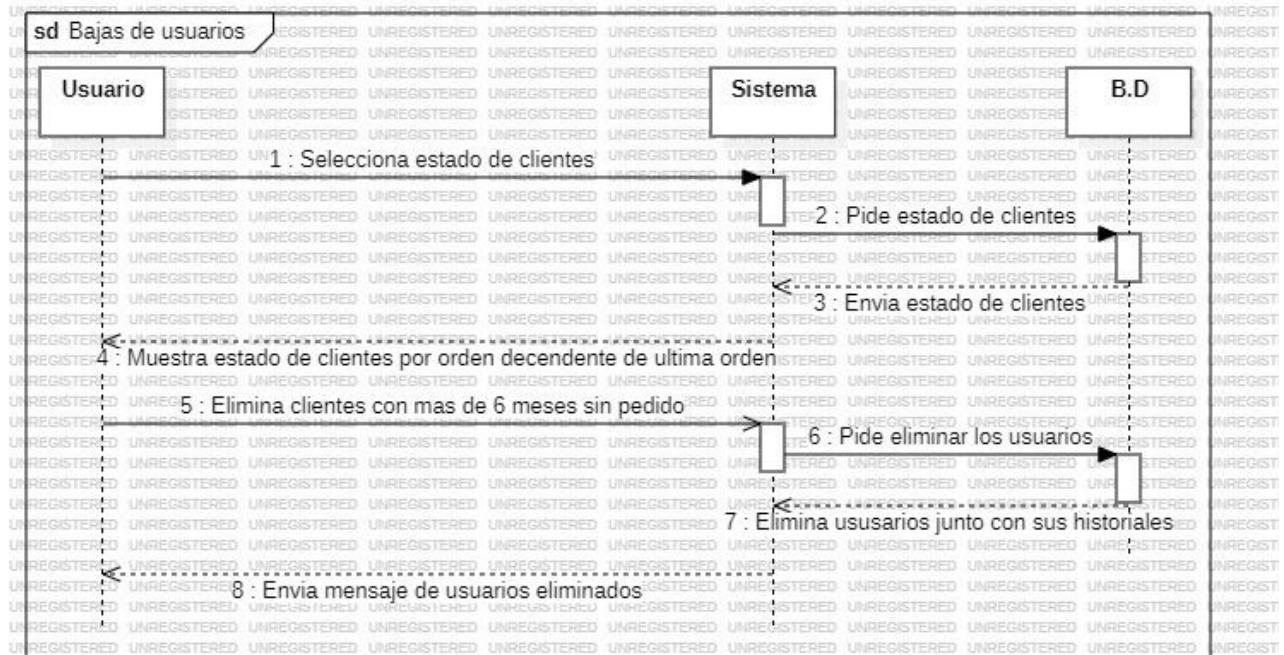 sd Bajas de usuarios
Usuario
Sistema
B.D
1 : Selecciona estado de clientes
2 : Pide estado de clientes
3 : Envia estado de clientes
4 : Muestra estado de clientes por orden decendente de ultima orden
5 : Elimina clientes con mas de 6 meses sin pedido
6 : Pide eliminar los usuarios
7 : Elimina ususarios junto con sus historiales
8 : Envia mensaje de usuarios eliminados
UNREGISTERED